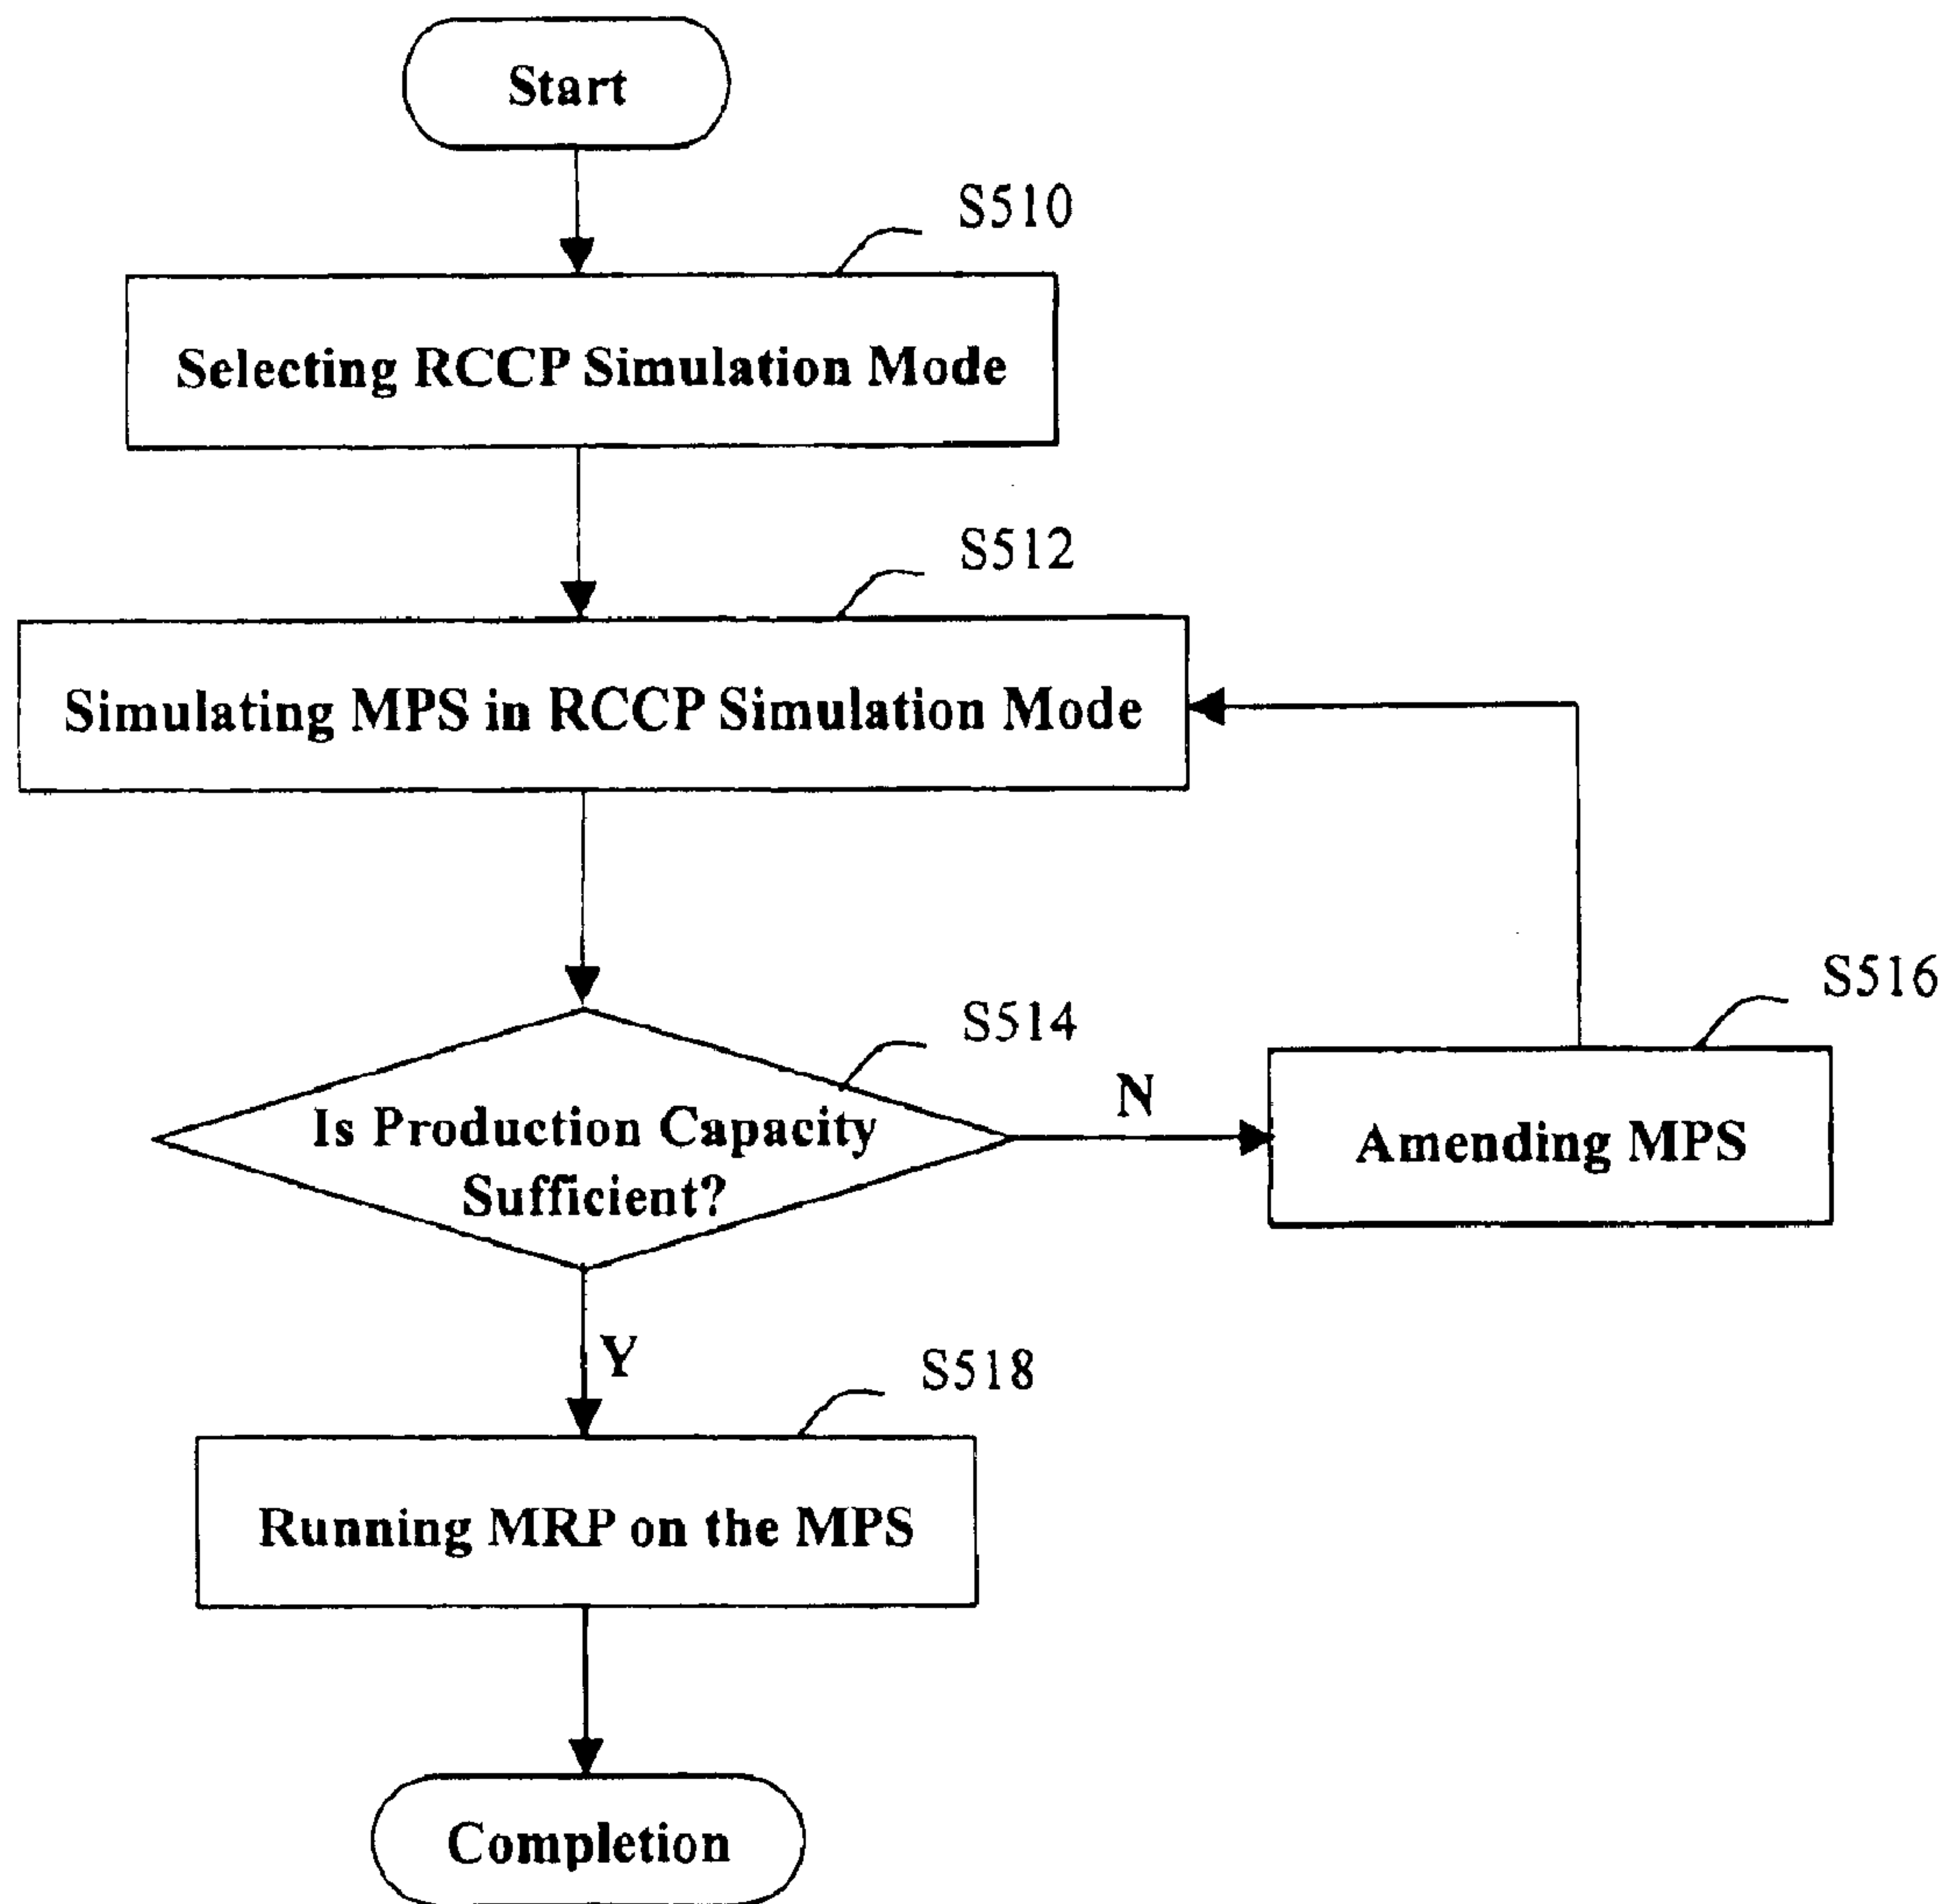 Start
S510
Selecting RCCP Simulation Mode
S512
Simulating MPS in RCCP Simulation Mode
S514
S516
Is Production Capacity
Sufficient?
N
Amending MPS
Y
S518
Running MRP on the MPS
Completion